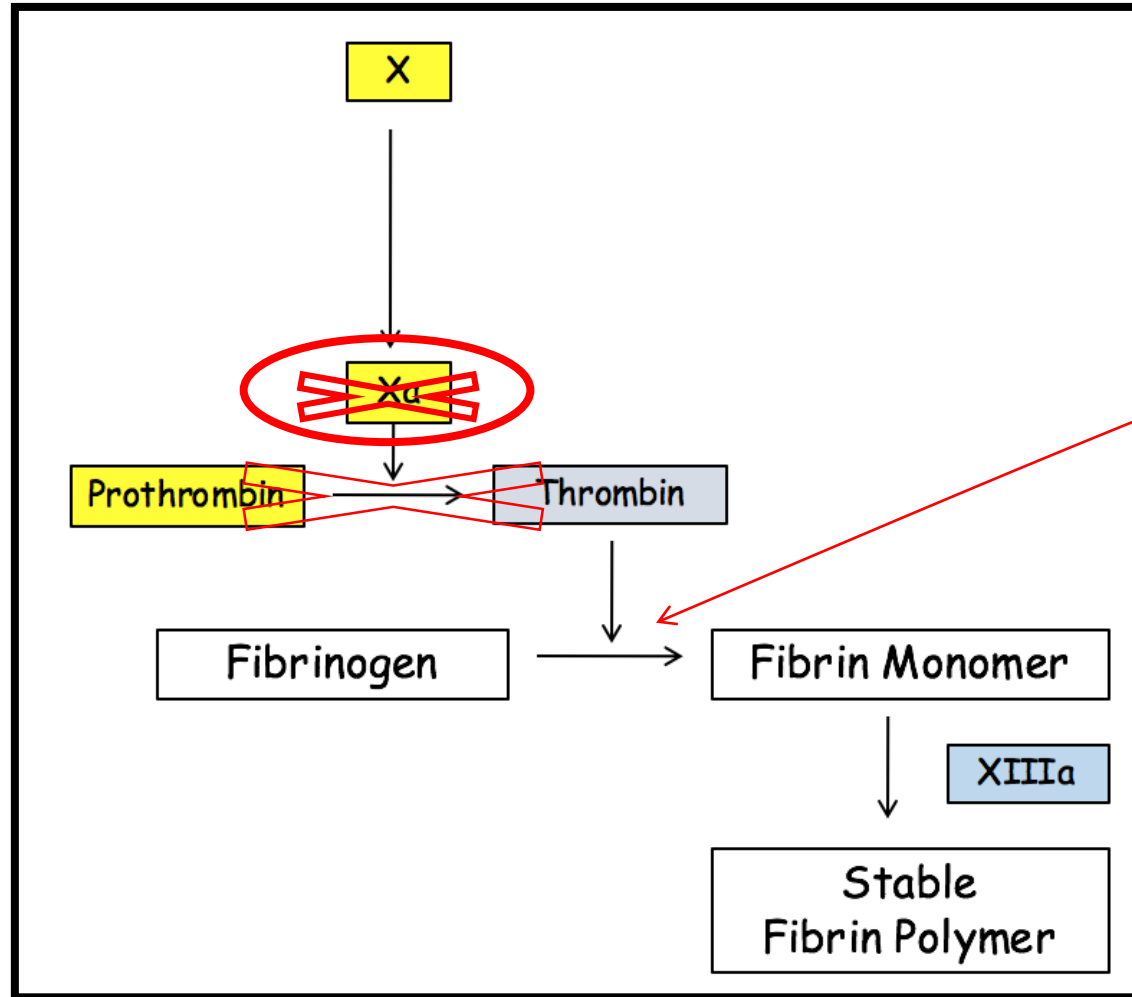 X
Xa
Prothrombin
Thrombin
Fibrinogen
Fibrin Monomer
XIIIa
Stable
Fibrin Polymer